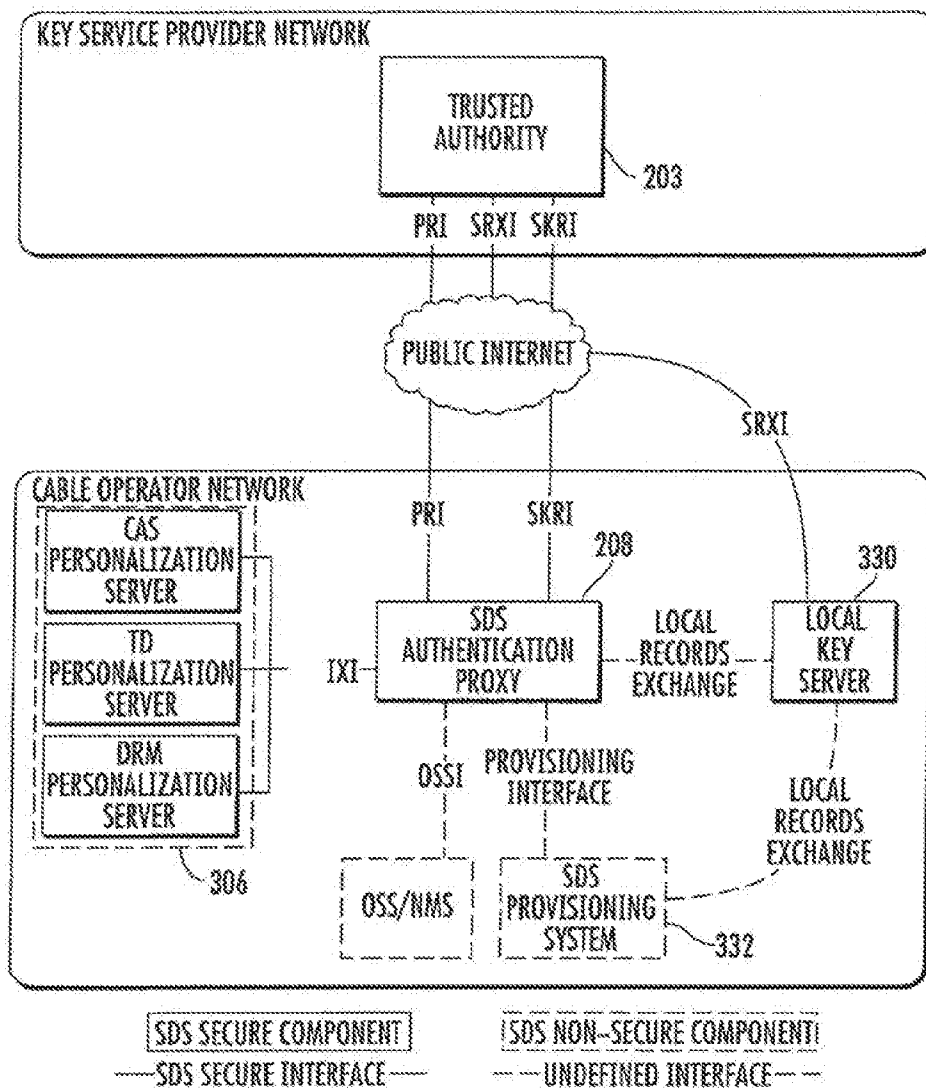 KEY SERVICE PROVIDER NETWORK
TRUSTED
AUTHORITY
203
PRI SRXI SKRI
PUBLIC INTERNET
SRXI
CABLE OPERATOR NETWORK
CAS
PERSONALIZATION
SERVER
TD
PERSONALIZATION
SERVER
DRM
PERSONALIZATION
SERVER
306
PRI SKRI
208
330
IXI
SDS
AUTHENTICATION
PROXY
LOCAL
RECORDS
EXCHANGE
LOCAL
KEY
SERVER
OSSI
PROVISIONING
INTERFACE
LOCAL
RECORDS
EXCHANGE
OSS/NMS
SDS
PROVISIONING
SYSTEM
332
SDS SECURE COMPONENT
SDS NON-SECURE COMPONENT
SDS SECURE INTERFACE
UNDEFINED INTERFACE